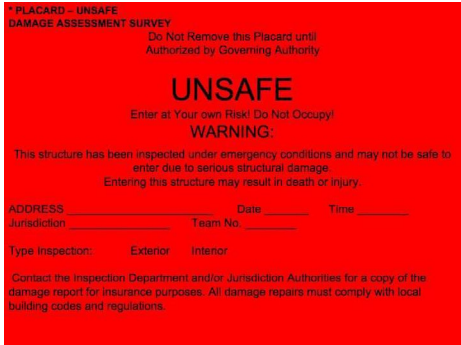 * PLACARD – UNSAFE
DAMAGE ASSESSMENT SURVEY
Do Not Remove this Placard until
Authorized by Governing Authority
UNSAFE
Enter at Your own Risk! Do Not Occupy!
WARNING:
This structure has been inspected under emergency conditions and may not be safe to
enter due to serious structural damage.
Entering this structure may result in death or injury.
ADDRESS ________________________ Date _______ Time ________
Jurisdiction ________________ Team No. ________
Type Inspection: Exterior Interior
Contact the Inspection Department and/or Jurisdiction Authorities for a copy of the
damage report for insurance purposes. All damage repairs must comply with local
building codes and regulations.